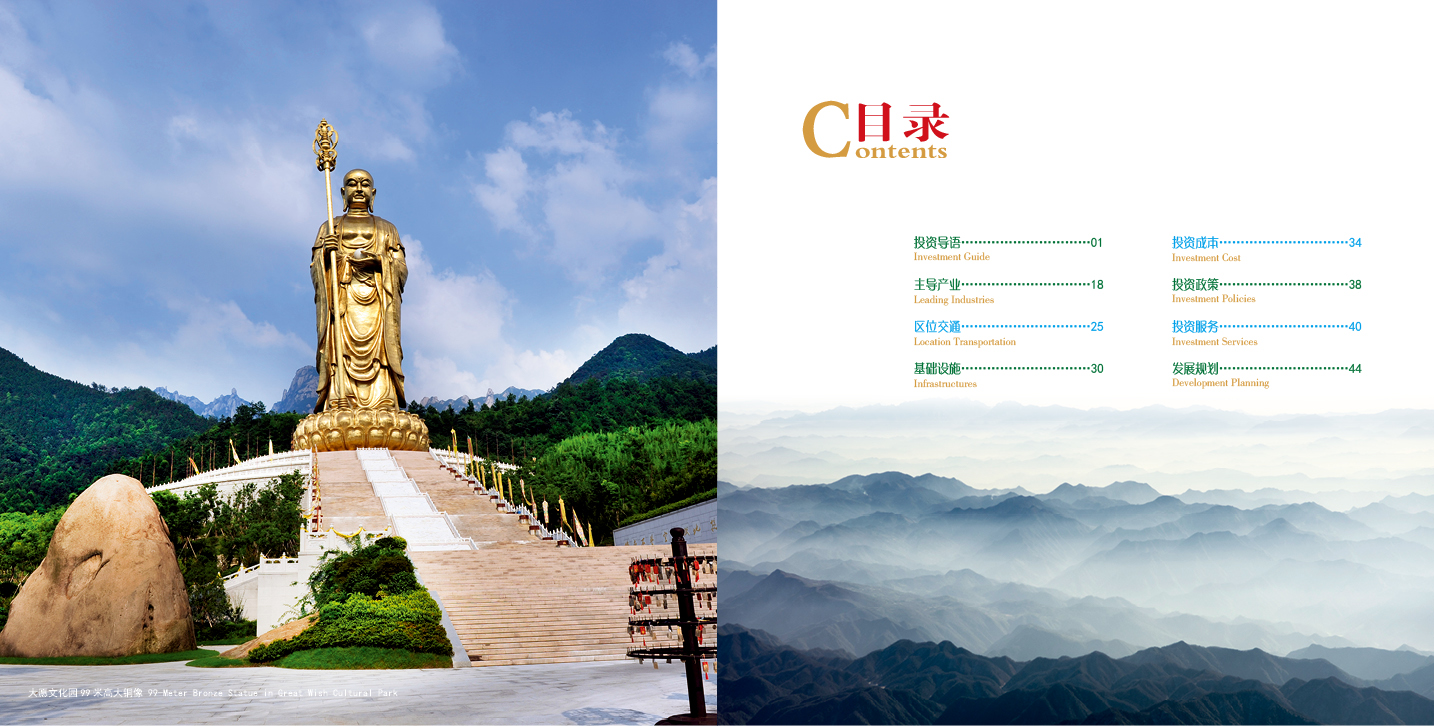 大愿文化园 99 米高大铜像 99-Meter Bronze Statue in Great Wish Cultural Park
目录
Contents
投资导语······························01
Investment Guide
主导产业······························18
Leading Industries
区位交通······························25
Location Transportation
基础设施······························30
Infrastructures
投资成本······························34
Investment Cost
投资政策······························38
Investment Policies
投资服务······························40
Investment Services
发展规划······························44
Development Planning